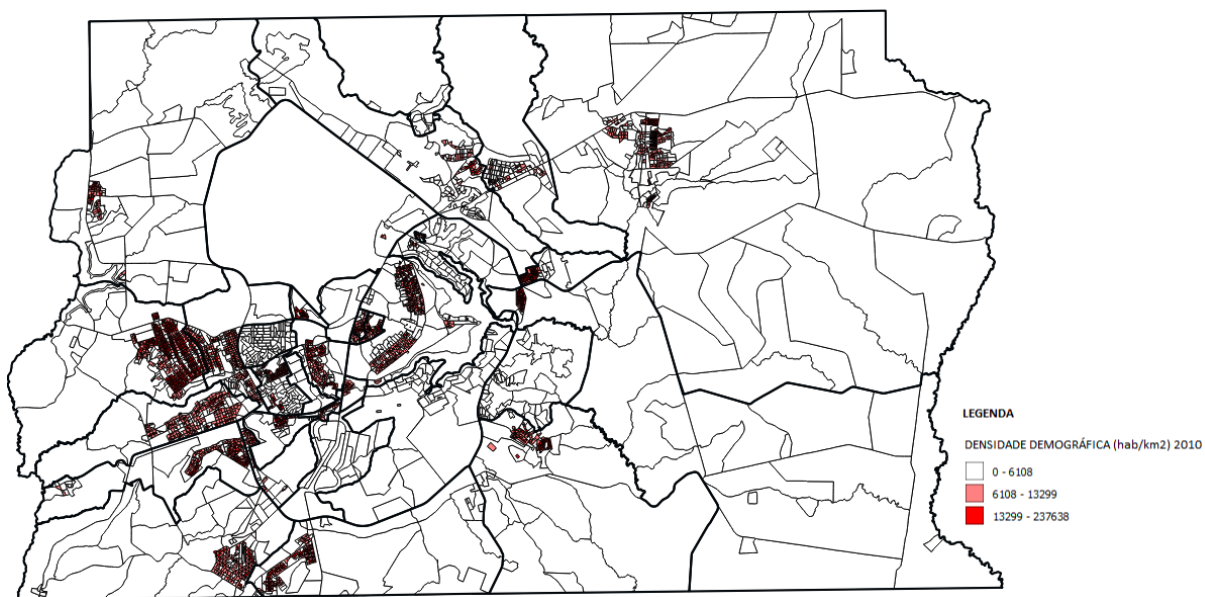 LEGENDA
DENSIDADE DEMOGRÁFICA (hab/km2) 2010
0 - 6108
6108 - 13299
13299 - 237638